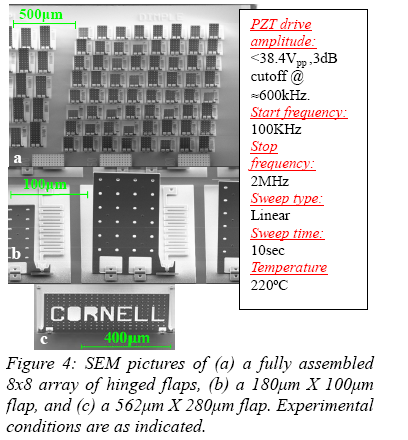 500μm
a
100μm
b
CORNELL
c
400μm
PZT drive
amplitude:
<38.4Vpp,3dB
cutoff @
≈600kHz.
Start frequency:
100KHz
Stop
frequency:
2MHz
Sweep type:
Linear
Sweep time:
10sec
Temperature
220ºC
Figure 4: SEM pictures of (a) a fully assembled
8x8 array of hinged flaps, (b) a 180μm X 100μm
flap, and (c) a 562μm X 280μm flap. Experimental
conditions are as indicated.